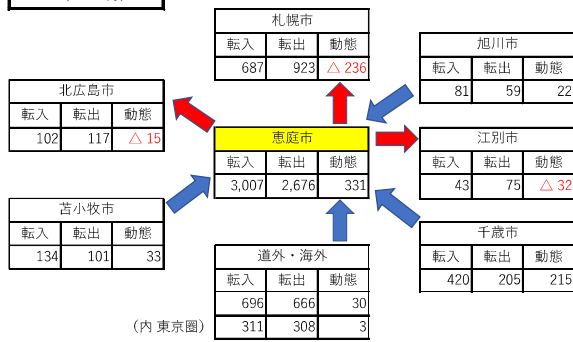 札幌市
転入 転出 動態
687 923 △ 236
旭川市
転入 転出 動態
81 59 22
北広島市
転入 転出 動態
102 117 △ 15
恵庭市
転入 転出 動態
3,007 2,676 331
江別市
転入 転出 動態
43 75 △ 32
苫小牧市
転入 転出 動態
134 101 33
千歳市
転入 転出 動態
420 205 215
道外・海外
転入 転出 動態
696 666 30
(内 東京圏) 311 308 3